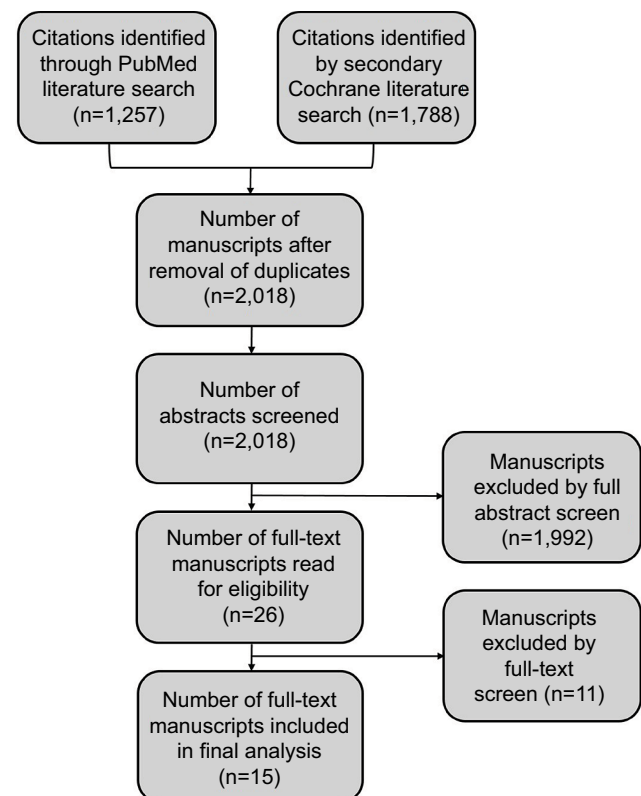 Citations identified
through PubMed
literature search
(n=1,257)
Citations identified
by secondary
Cochrane literature
search (n=1,788)
Number of
manuscripts after
removal of duplicates
(n=2,018)
Number of
abstracts screened
(n=2,018)
Manuscripts
excluded by full
abstract screen
(n=1,992)
Number of full-text
manuscripts read
for eligibility
(n=26)
Manuscripts
excluded by
full-text
screen (n=11)
Number of full-text
manuscripts included
in final analysis
(n=15)